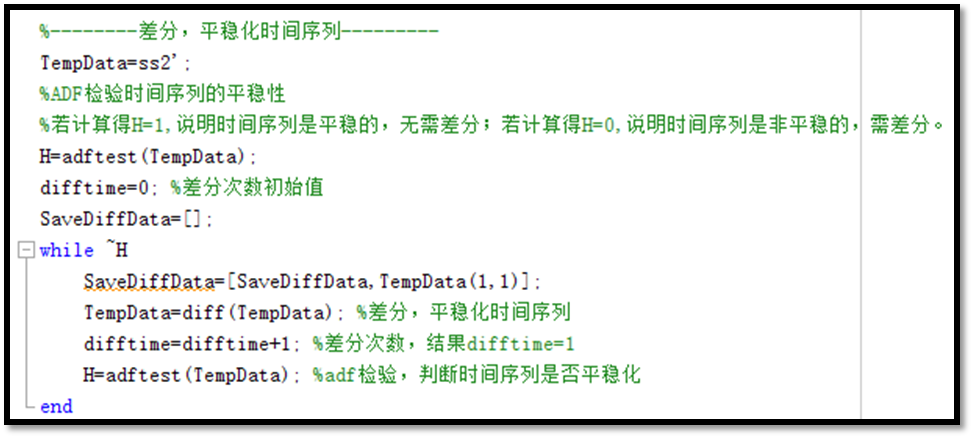 %--------差分，平稳化时间序列---------
TempData=ss2';
%ADF检验时间序列的平稳性
%若计算得H=1,说明时间序列是平稳的，无需差分；若计算得H=0,说明时间序列是非平稳的，需差分。
H=adftest(TempData);
difftime=0; %差分次数初始值
SaveDiffData=[];
while ~H
SaveDiffData=[SaveDiffData,TempData(1,1)];
TempData=diff(TempData); %差分，平稳化时间序列
difftime=difftime+1; %差分次数，结果difftime=1
H=adftest(TempData); %adf检验，判断时间序列是否平稳化
end